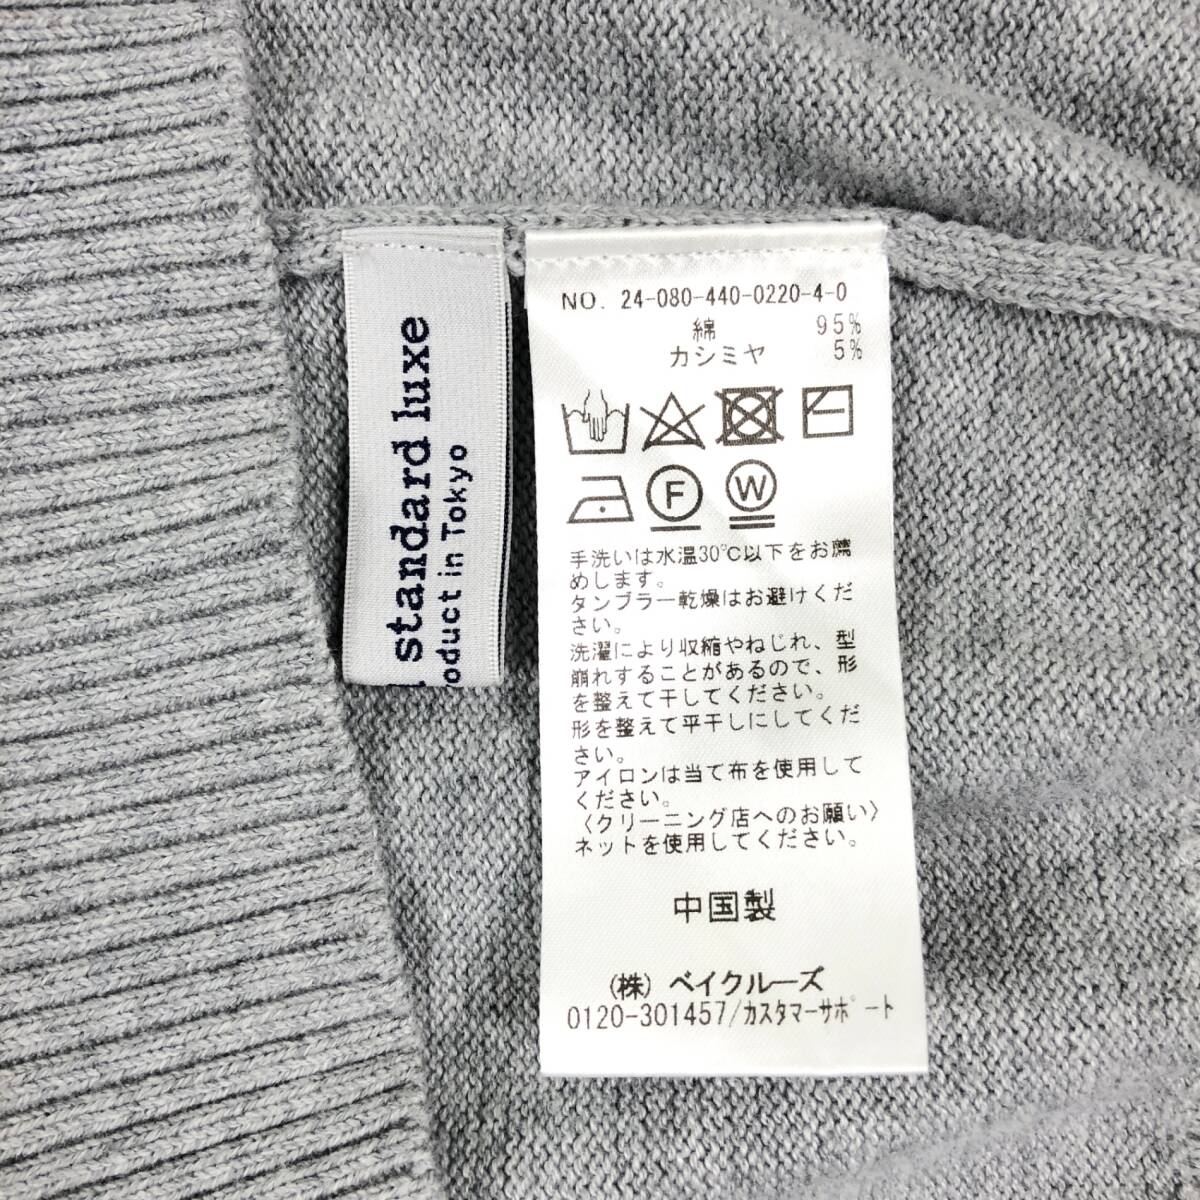 standard luxe
oduct in Tokyo
NO. 24-080-440-0220-4-0
綿 95%
カシミヤ 5%
F W
手洗いは水温30℃以下をお薦
めします。
タンブラー乾燥はお避けくだ
さい。
洗濯により収縮やねじれ、型
崩れすることがあるので、形
を整えて干してください。
形を整えて平干しにしてくだ
さい。
アイロンは当て布を使用して
ください。
〈クリーニング店へのお願い〉
ネットを使用してください。
中国製
(株) ベイクルーズ
0120-301457/カスタマーサポート